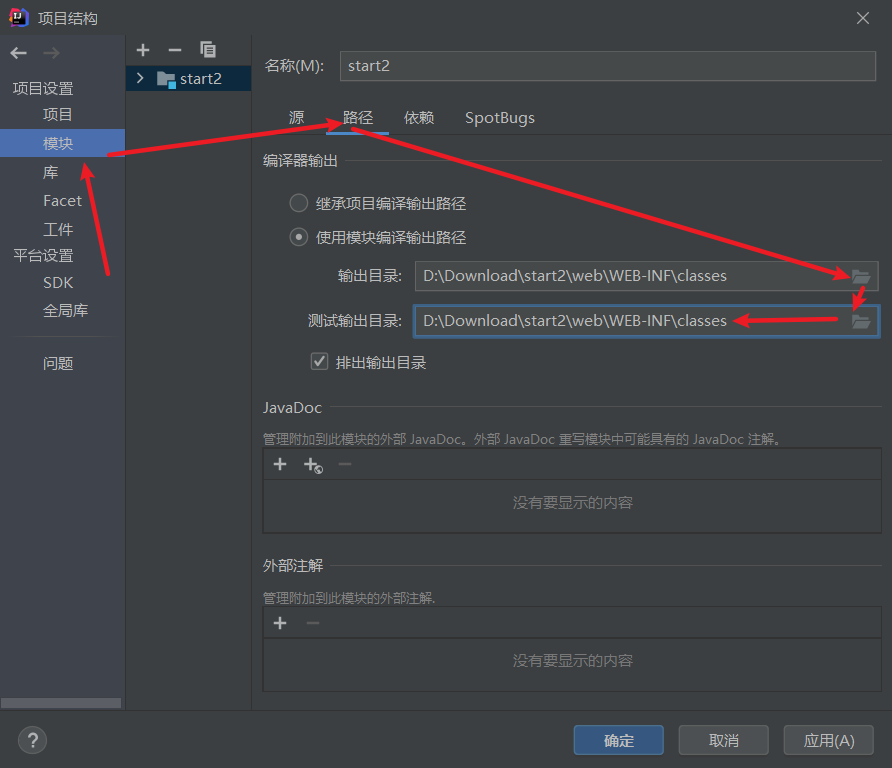 项目结构
项目设置
项目
模块
库
Facet
工件
平台设置
SDK
全局库
问题
start2
名称(M): start2
源 路径 依赖 SpotBugs
编译器输出
继承项目编译输出路径
使用模块编译输出路径
输出目录: D:\Download\start2\web\WEB-INF\classes
测试输出目录: D:\Download\start2\web\WEB-INF\classes
排出输出目录
JavaDoc
管理附加到此模块的外部 JavaDoc。外部 JavaDoc 重写模块中可能具有的 JavaDoc 注解。
没有要显示的内容
外部注解
管理附加到此模块的外部注解.
没有要显示的内容
? 确定 取消 应用(A)